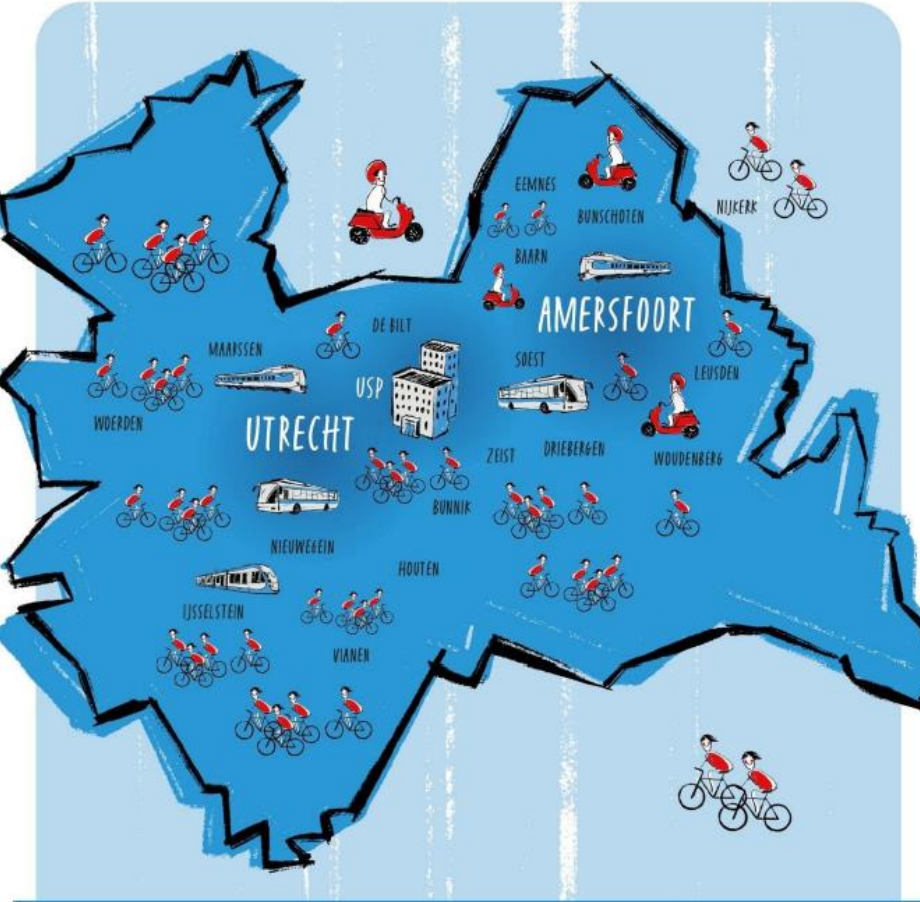 EEMNES
BUNSCHOTEN
NIJKERK
BAARN
AMERSFOORT
DE BILT
MAARSSEN
SOEST
LEUSDEN
USP
WOERDEN
UTRECHT
ZEIST
DRIEBERGEN
WOUDENBERG
BUNNIK
NIEUWEGEIN
HOUTEN
IJSSELSTEIN
VIANEN